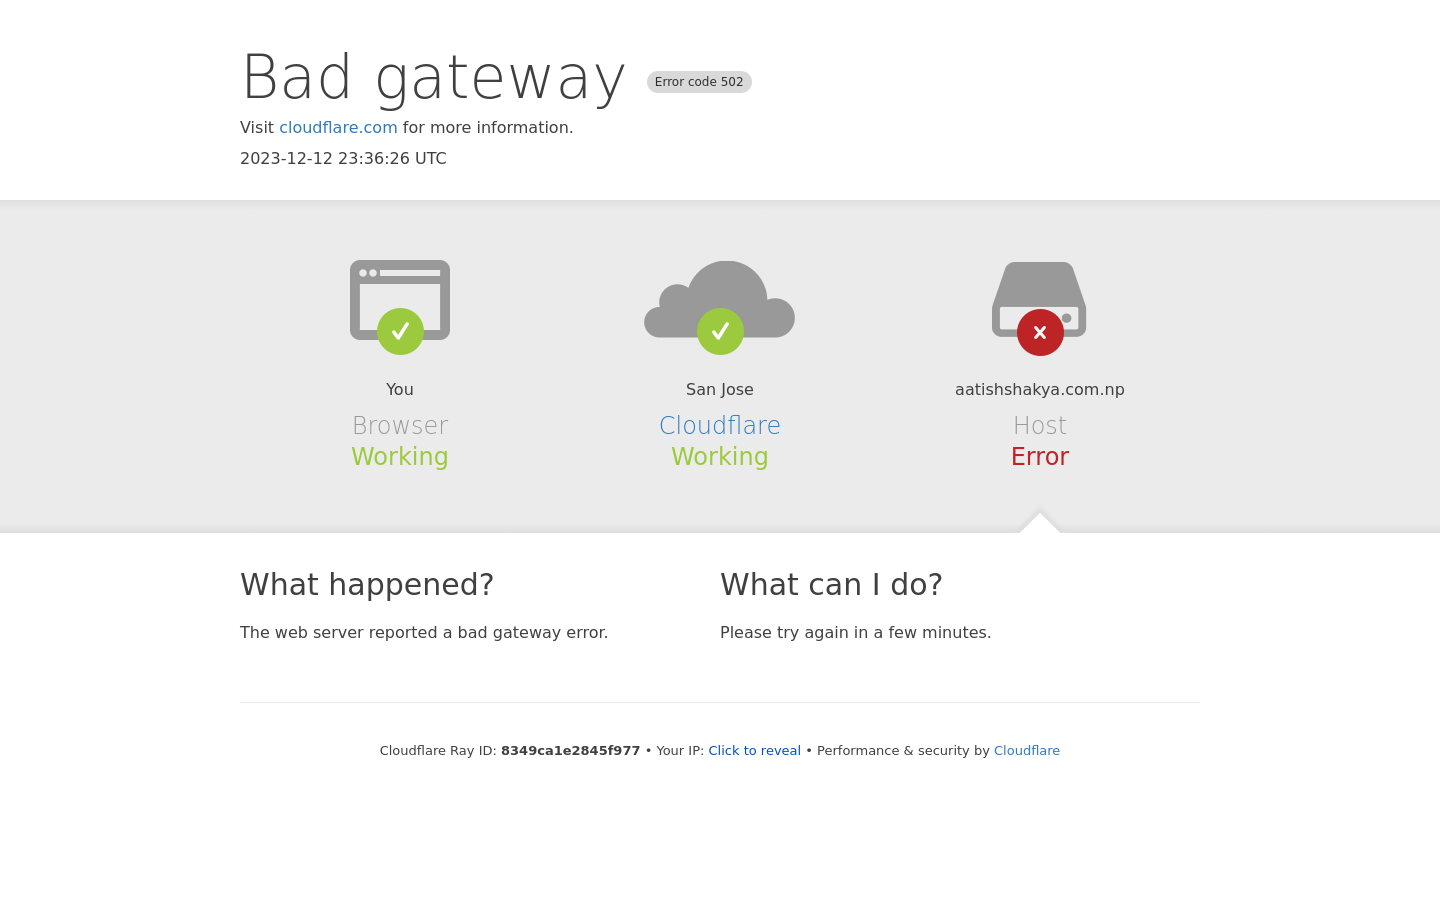 Bad gateway Error code 502
Visit cloudflare.com for more information.
2023-12-12 23:36:26 UTC
You
Browser
Working
San Jose
Cloudflare
Working
aatishshakya.com.np
Host
Error
What happened?
The web server reported a bad gateway error.
What can I do?
Please try again in a few minutes.
Cloudflare Ray ID: 8349ca1e2845f977 • Your IP: Click to reveal • Performance & security by Cloudflare